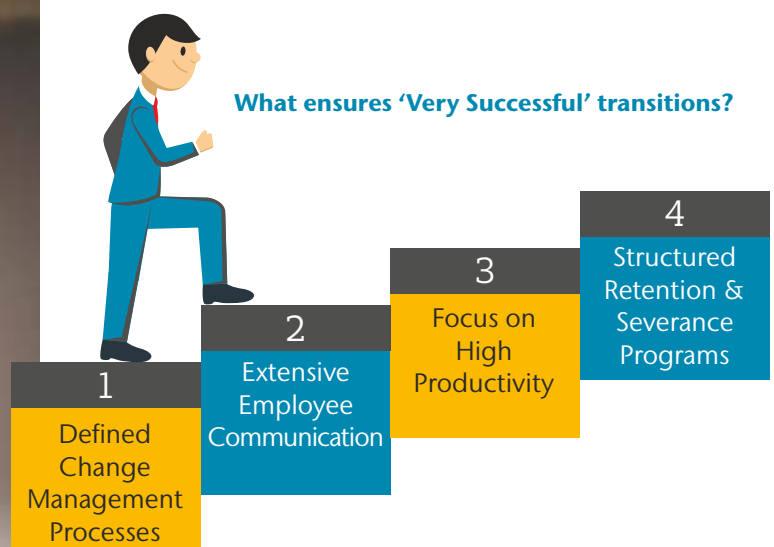 What ensures ‘Very Successful’ transitions?
1
Defined
Change
Management
Processes
2
Extensive
Employee
Communication
3
Focus on
High
Productivity
4
Structured
Retention &
Severance
Programs